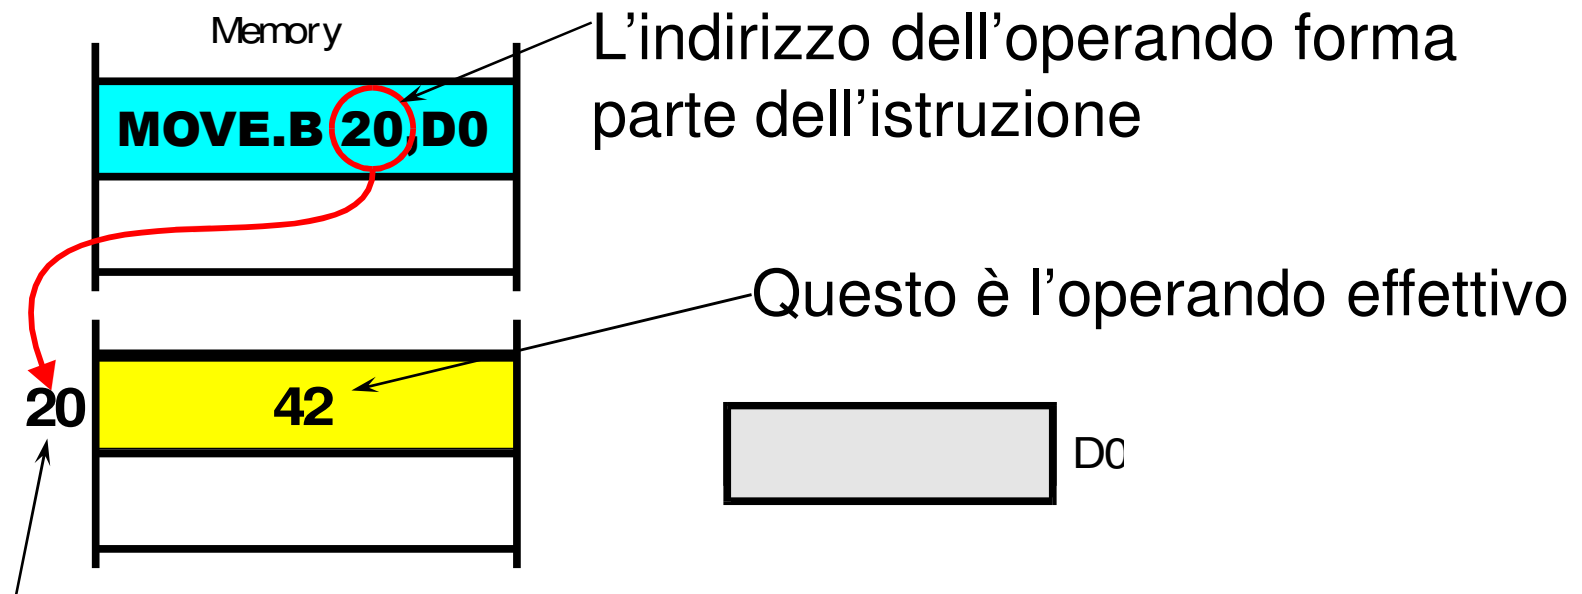 Memory
L'indirizzo dell'operando forma
parte dell'istruzione
MOVE.B 20,D0
Questo è l'operando effettivo
20
42
D0